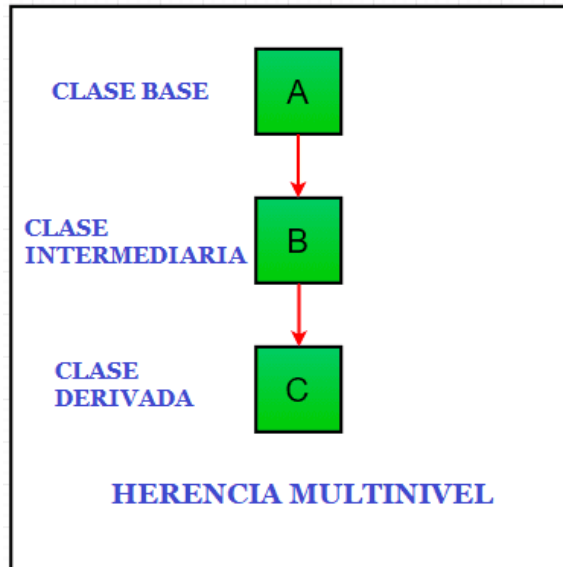 CLASE BASE
A
CLASE
INTERMEDIARIA
B
CLASE
DERIVADA
C
HERENCIA MULTINIVEL